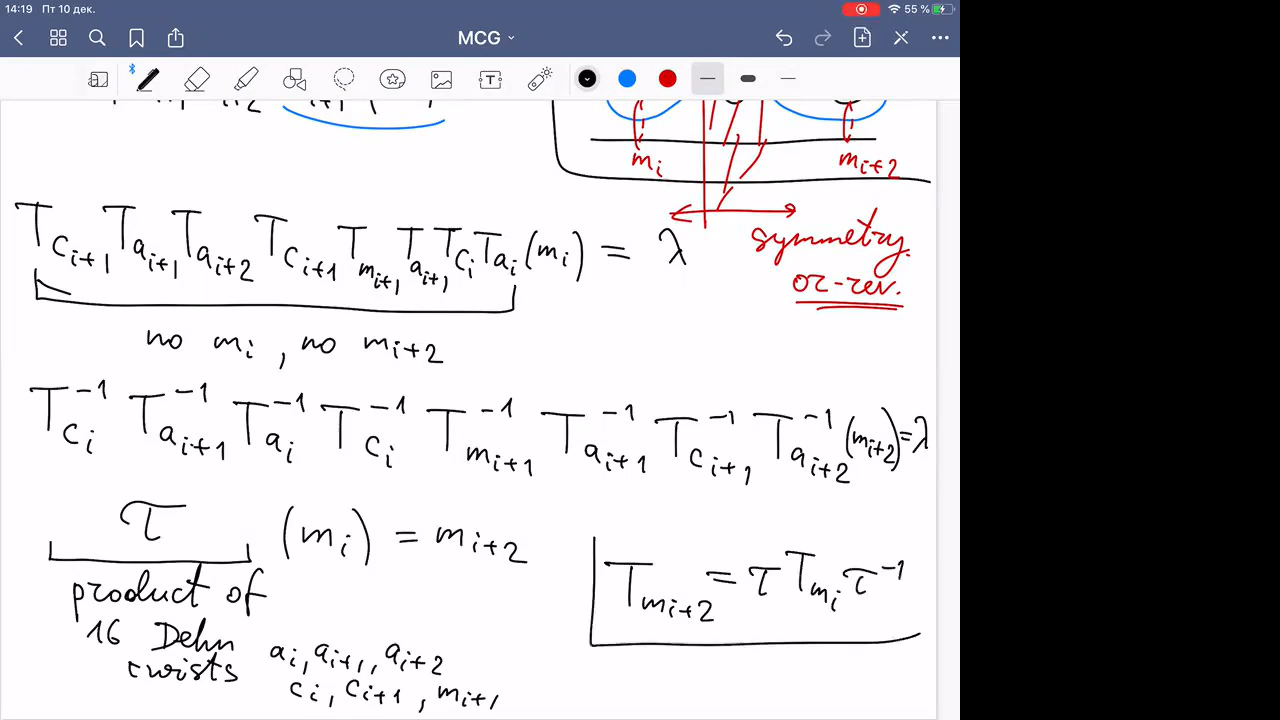 14:19 Пт 10 дек. 55 %
MCG
T
m_i m_{i+2}
T_{c_{i+1}} T_{a_{i+1}} T_{a_{i+2}} T_{c_{i+1}} T_{m_{i+1}} T_{a_{i+1}} T_{c_i} T_{a_i} (m_i) = λ
symmetry.
or-rev.
no m_i , no m_{i+2}
T_{c_i}^{-1} T_{a_{i+1}}^{-1} T_{a_i}^{-1} T_{c_i}^{-1} T_{m_{i+1}}^{-1} T_{a_{i+1}}^{-1} T_{c_{i+1}}^{-1} T_{a_{i+2}}^{-1} (m_{i+2}) = λ
τ (m_i) = m_{i+2}
T_{m_{i+2}} = τ T_{m_i} τ^{-1}
product of
16 Dehn
twists
a_i, a_{i+1}, a_{i+2}
c_i, c_{i+1}, m_{i+1}